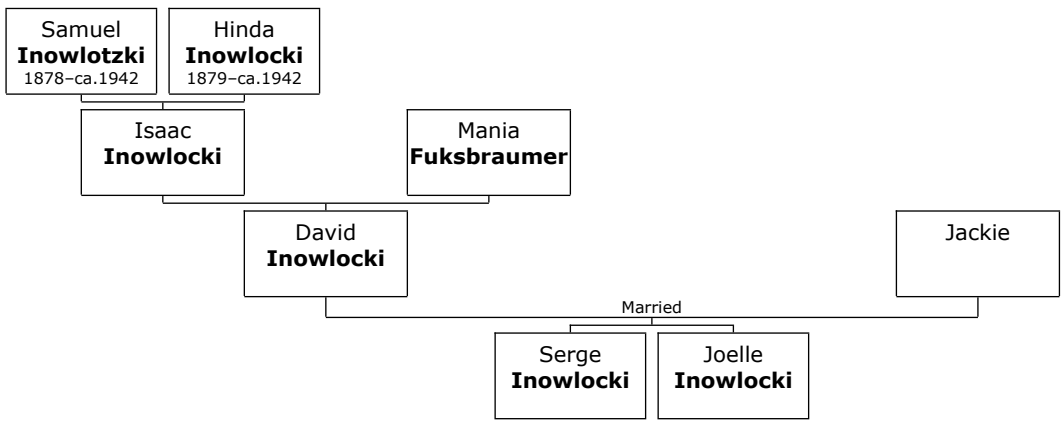 Samuel
Inowlotzki
1878–ca.1942
Hinda
Inowlocki
1879–ca.1942
Isaac
Inowlocki
Mania
Fuksbraumer
David
Inowlocki
Jackie
Married
Serge
Inowlocki
Joelle
Inowlocki